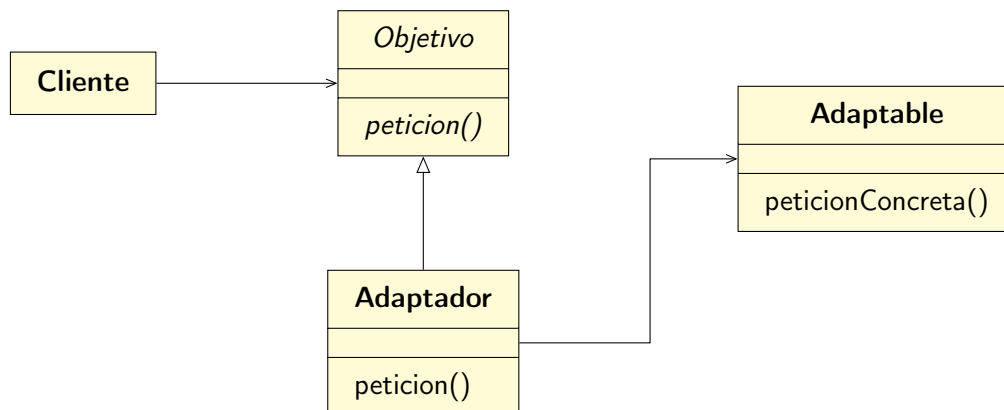 Cliente
Objetivo
peticion()
Adaptable
peticionConcreta()
Adaptador
peticion()